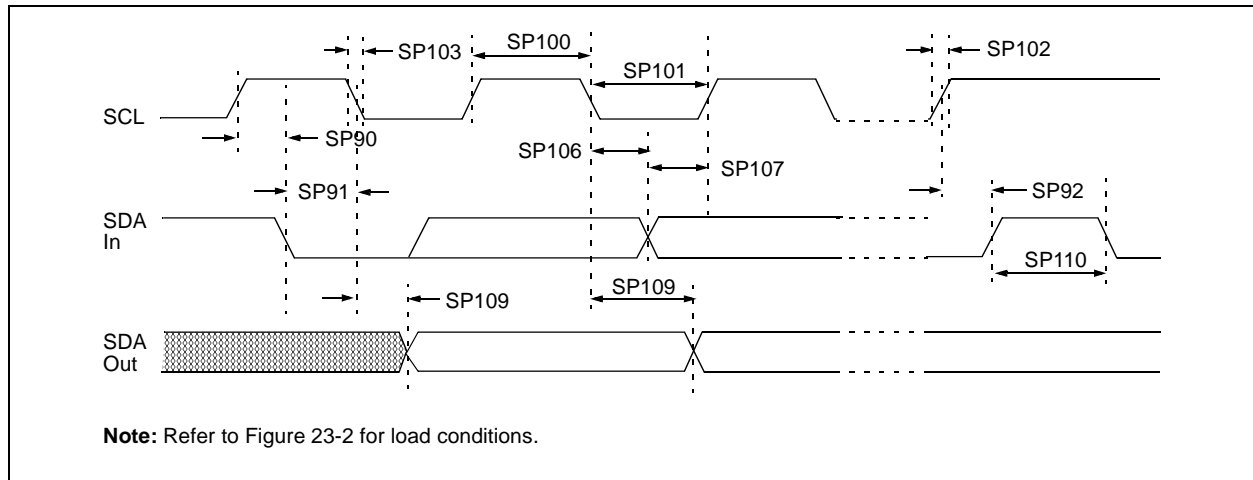 SP103
SP100
SP102
SP101
SCL
SP90
SP106
SP107
SP91
SP92
SDA
In
SP110
SP109
SP109
SDA
Out
Note: Refer to Figure 23-2 for load conditions.